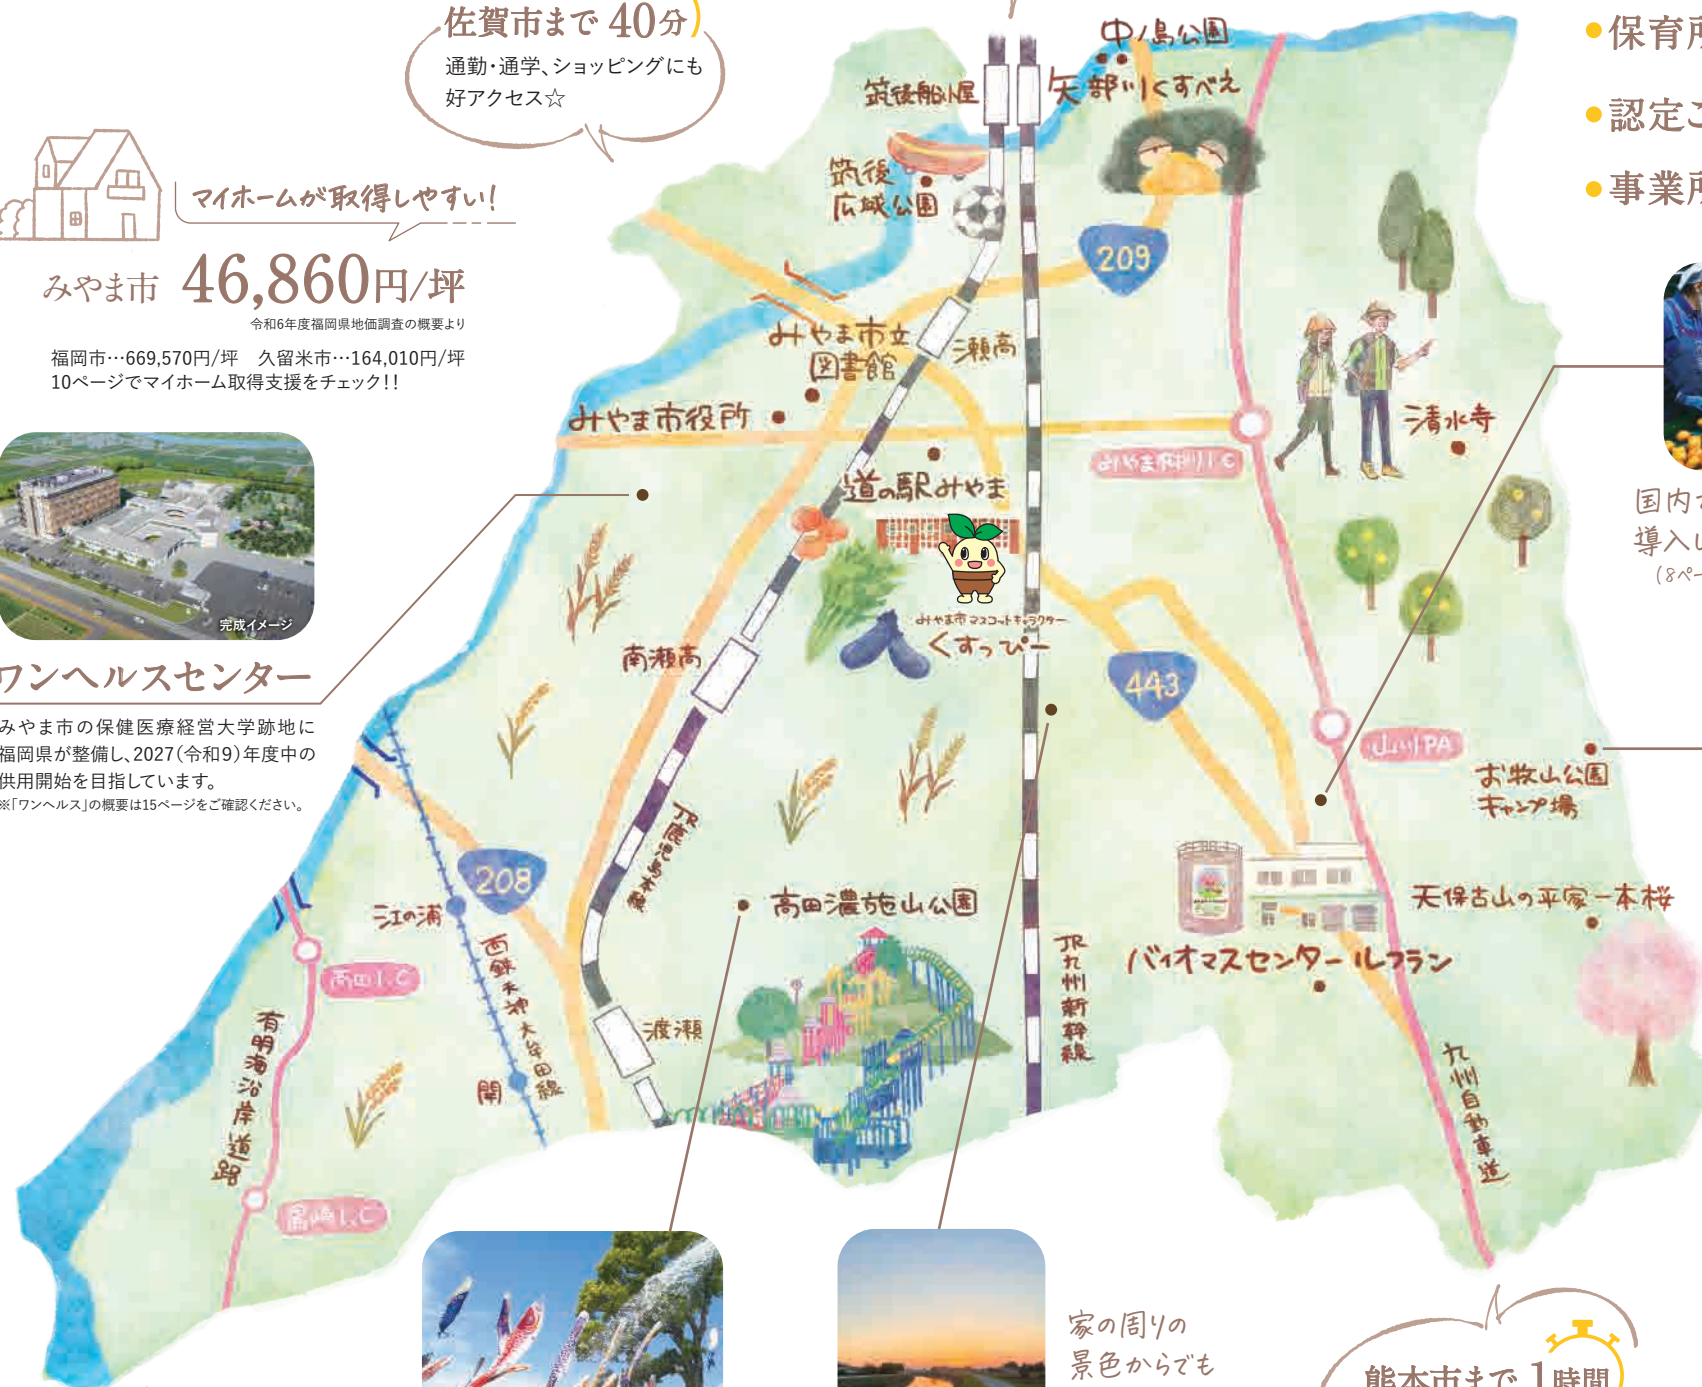 佐賀市まで 40分
通勤・通学、ショッピングにも
好アクセス☆
マイホームが取得しやすい!
みやま市 46,860円/坪
令和6年度福岡県地価調査の概要より
福岡市…669,570円/坪 久留米市…164,010円/坪
10ページでマイホーム取得支援をチェック!!
完成イメージ
ワンヘルスセンター
みやま市の保健医療経営大学跡地に
福岡県が整備し、2027(令和9)年度中の
供用開始を目指しています。
※「ワンヘルス」の概要は15ページをご確認ください。
中ノ島公園
筑後船小屋
矢部川くすべえ
筑後
広域公園
209
みやま市立
図書館
瀬高
みやま市役所
みやま柳川I.C
清水寺
道の駅みやま
みやま市マスコットキャラクター
くすっぴー
南瀬高
443
山川PA
お牧山公園
キャンプ場
JR鹿児島本線
208
江の浦
高田濃施山公園
天保古山の平家一本桜
バイオマスセンタールフラン
西鉄天神大牟田線
高田I.C
渡瀬
JR九州新幹線
有明海沿岸道路
開
九州自動車道
黒崎I.C
•保育所
•認定こ
•事業所
国内で
導入し
(8ペー
家の周りの
景色からでも
熊本市まで 1時間